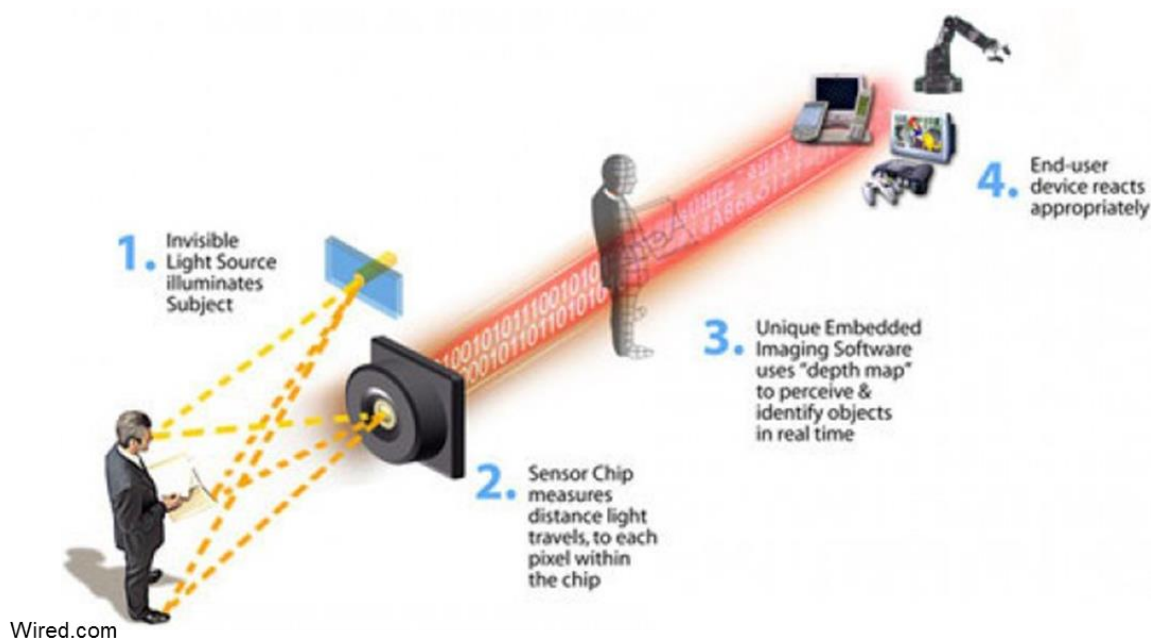 1. Invisible
Light Source
illuminates
Subject
2. Sensor Chip
measures
distance light
travels, to each
pixel within
the chip
3. Unique Embedded
Imaging Software
uses “depth map”
to perceive &
identify objects
in real time
4. End-user
device reacts
appropriately
Wired.com